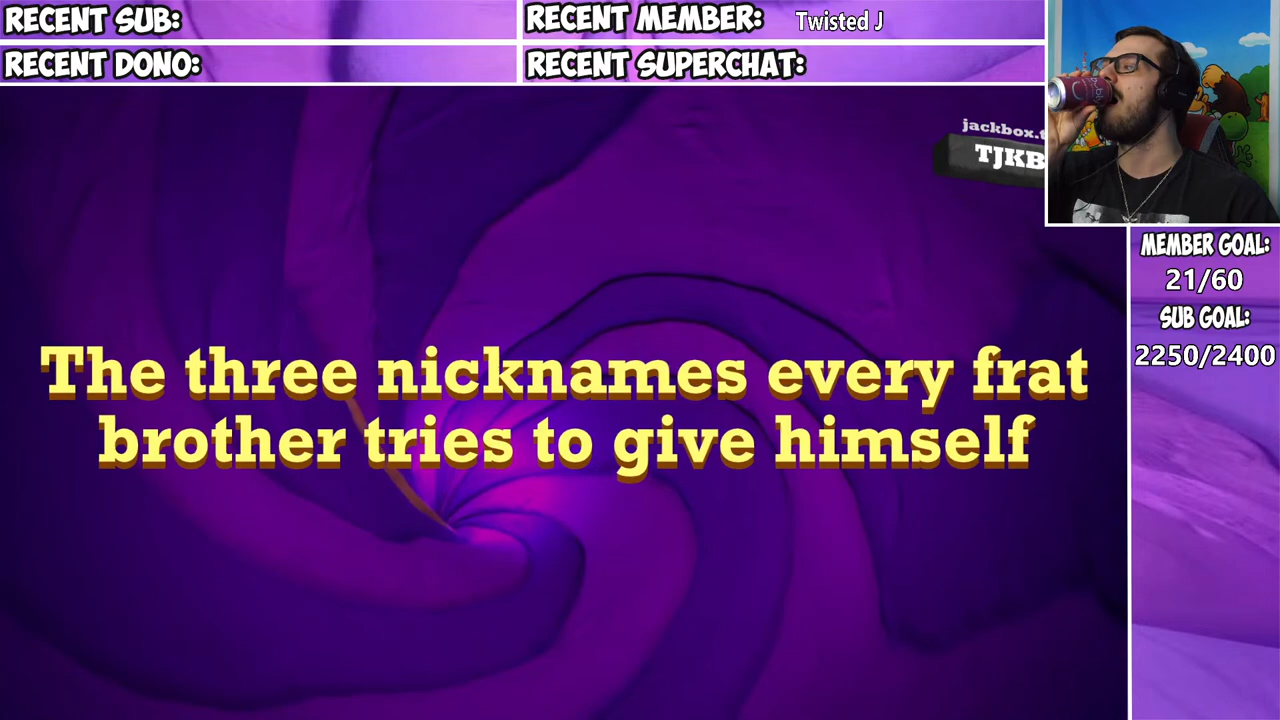 RECENT SUB:
RECENT MEMBER: Twisted J
RECENT DONO:
RECENT SUPERCHAT:
jackbox.t
TJKB
MEMBER GOAL:
21/60
SUB GOAL:
2250/2400
The three nicknames every frat
brother tries to give himself